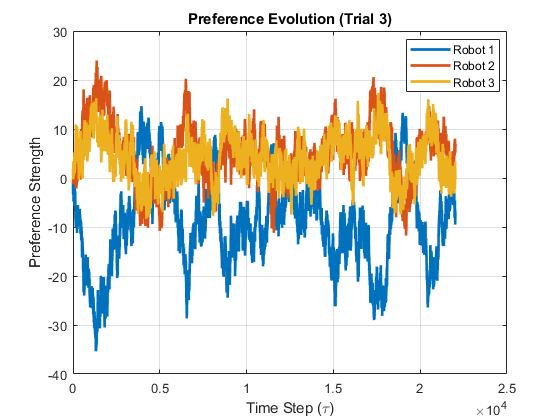 Preference Evolution (Trial 3)
Robot 1
Robot 2
Robot 3
Preference Strength
30
20
10
0
-10
-20
-30
-40
0
0.5
1
1.5
2
2.5
Time Step (τ)
×10⁴